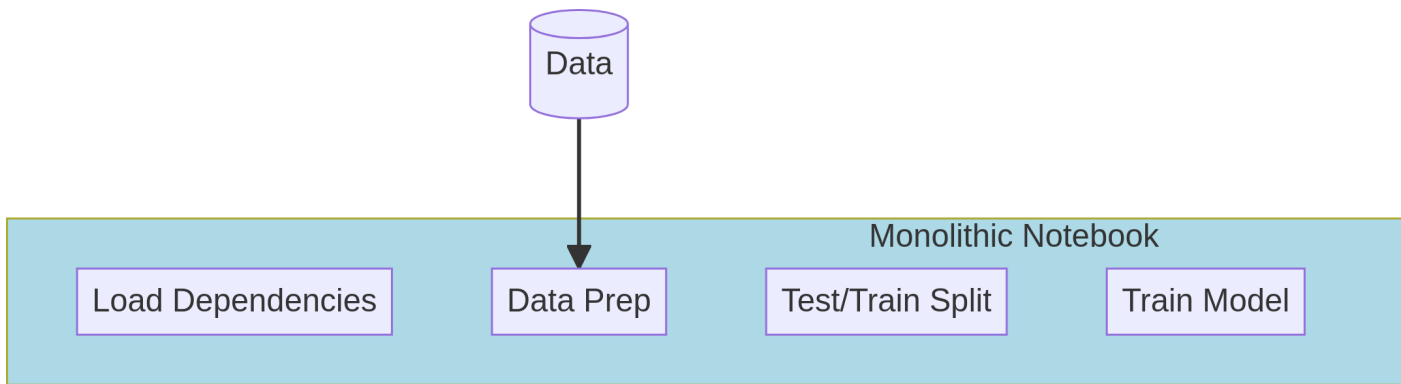 Data
Monolithic Notebook
Load Dependencies
Data Prep
Test/Train Split
Train Model